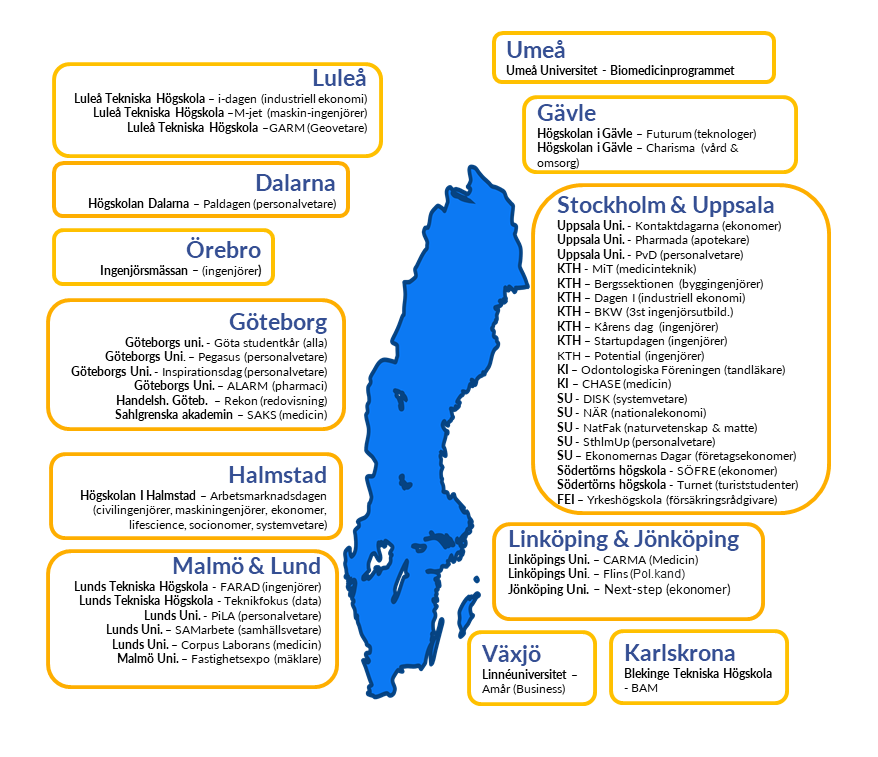 Umeå
Umeå Universitet - Biomedicinprogrammet
Luleå
Luleå Tekniska Högskola – i-dagen (industriell ekonomi)
Luleå Tekniska Högskola –M-jet (maskin-ingenjörer)
Luleå Tekniska Högskola –GARM (Geovetare)
Gävle
Högskolan i Gävle – Futurum (teknologer)
Högskolan i Gävle – Charisma (vård &
omsorg)
Dalarna
Högskolan Dalarna – Paldagen (personalvetare)
Örebro
Ingenjörsmässan – (ingenjörer)
Stockholm & Uppsala
Uppsala Uni. - Kontaktdagarna (ekonomer)
Uppsala Uni. - Pharmada (apotekare)
Uppsala Uni. - PvD (personalvetare)
KTH - MiT (medicinteknik)
KTH – Bergssektionen (byggingenjörer)
KTH – Dagen I (industriell ekonomi)
KTH – BKW (3st ingenjörsutbild.)
KTH – Kårens dag (ingenjörer)
KTH – Startupdagen (ingenjörer)
KTH – Potential (ingenjörer)
KI – Odontologiska Föreningen (tandläkare)
KI – CHASE (medicin)
SU - DISK (systemvetare)
SU - NÄR (nationalekonomi)
SU - NatFak (naturvetenskap & matte)
SU - SthlmUp (personalvetare)
SU – Ekonomernas Dagar (företagsekonomer)
Södertörns högskola - SÖFRE (ekonomer)
Södertörns högskola - Turnet (turiststudenter)
FEI – Yrkeshögskola (försäkringsrådgivare)
Göteborg
Göteborgs uni. - Göta studentkår (alla)
Göteborgs Uni. – Pegasus (personalvetare)
Göteborgs Uni. - Inspirationsdag (personalvetare)
Göteborgs Uni. – ALARM (pharmaci)
Handelsh. Göteb. – Rekon (redovisning)
Sahlgrenska akademin – SAKS (medicin)
Halmstad
Högskolan I Halmstad – Arbetsmarknadsdagen
(civilingenjörer, maskiningenjörer, ekonomer,
lifescience, socionomer, systemvetare)
Malmö & Lund
Lunds Tekniska Högskola - FARAD (ingenjörer)
Lunds Tekniska Högskola - Teknikfokus (data)
Lunds Uni. - PiLA (personalvetare)
Lunds Uni. – SAMarbete (samhällsvetare)
Lunds Uni. – Corpus Laborans (medicin)
Malmö Uni. – Fastighetsexpo (mäklare)
Linköping & Jönköping
Linköpings Uni. – CARMA (Medicin)
Linköpings Uni. – Flins (Pol.kand)
Jönköping Uni. – Next-step (ekonomer)
Växjö
Linnéuniversitet –
Amår (Business)
Karlskrona
Blekinge Tekniska Högskola
- BAM